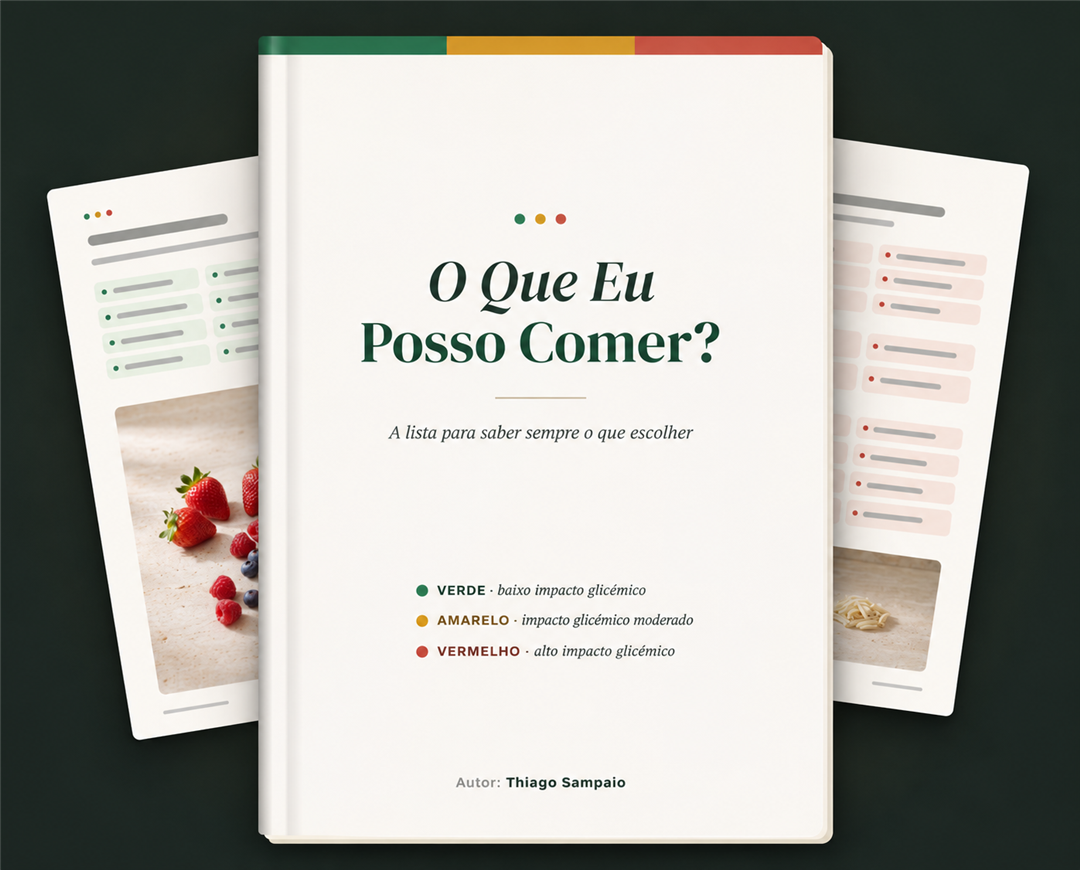 O Que Eu
Posso Comer?
A lista para saber sempre o que escolher
VERDE · baixo impacto glicémico
AMARELO · impacto glicémico moderado
VERMELHO · alto impacto glicémico
Autor: Thiago Sampaio